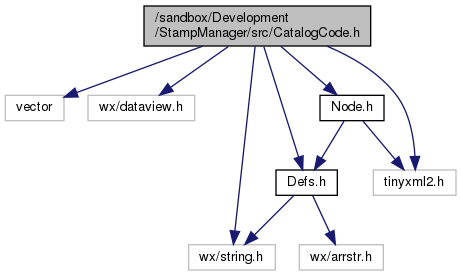 /sandbox/Development
/StampManager/src/CatalogCode.h
vector
wx/dataview.h
Node.h
Defs.h
tinyxml2.h
wx/string.h
wx/arrstr.h